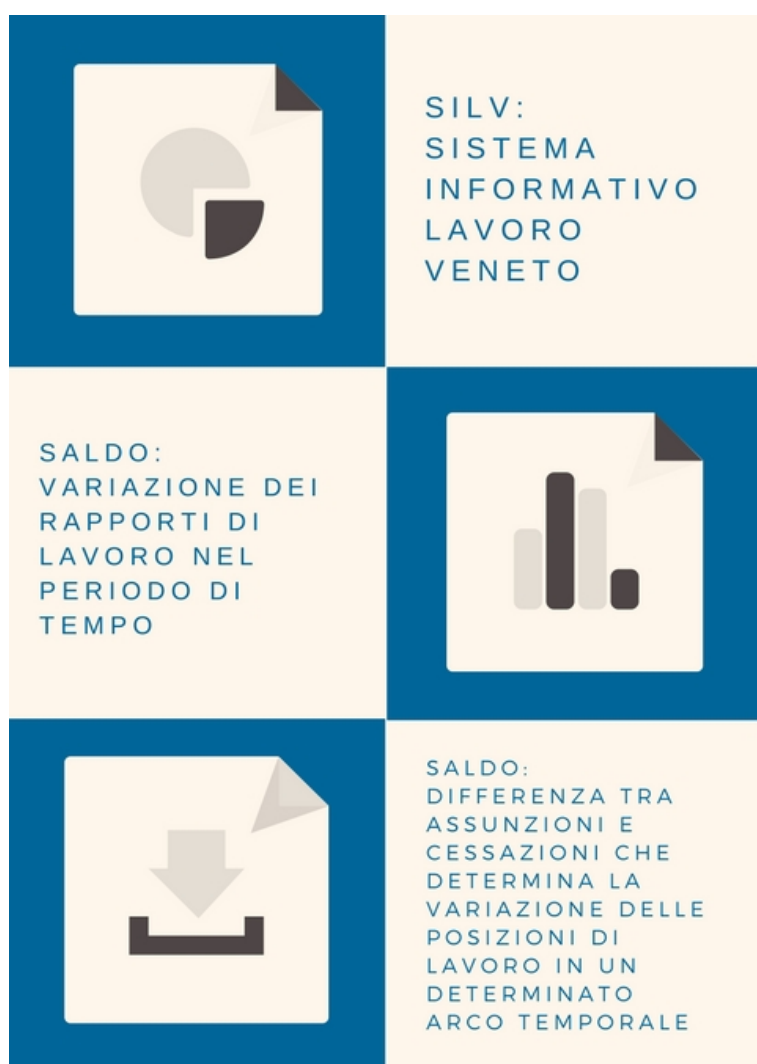 SILV:
SISTEMA
INFORMATIVO
LAVORO
VENETO
SALDO:
VARIAZIONE DEI
RAPPORTI DI
LAVORO NEL
PERIODO DI
TEMPO
SALDO:
DIFFERENZA TRA
ASSUNZIONI E
CESSAZIONI CHE
DETERMINA LA
VARIAZIONE DELLE
POSIZIONI DI
LAVORO IN UN
DETERMINATO
ARCO TEMPORALE